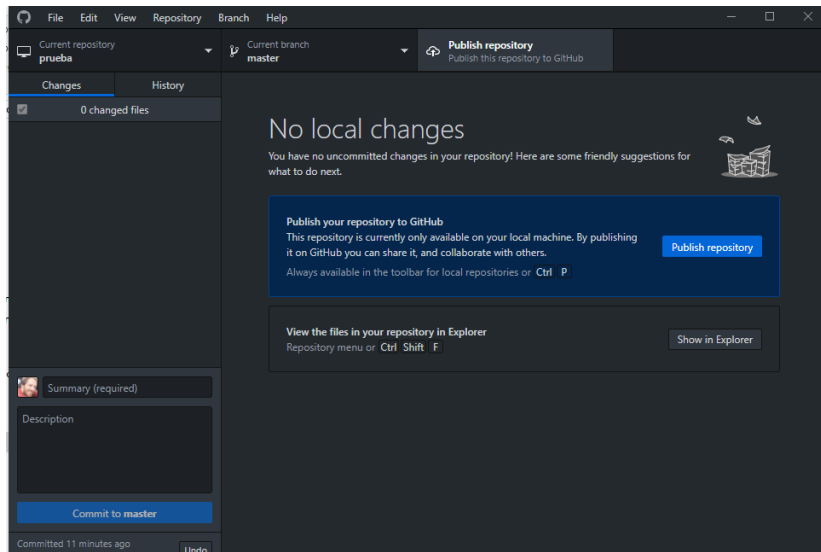 File Edit View Repository Branch Help
Current repository
prueba
Current branch
master
Publish repository
Publish this repository to GitHub
Changes History
0 changed files
No local changes
You have no uncommitted changes in your repository! Here are some friendly suggestions for
what to do next.
Publish your repository to GitHub
This repository is currently only available on your local machine. By publishing
it on GitHub you can share it, and collaborate with others.
Always available in the toolbar for local repositories or Ctrl P
Publish repository
View the files in your repository in Explorer
Repository menu or Ctrl Shift F
Show in Explorer
Summary (required)
Description
Commit to master
Committed 11 minutes ago
Undo